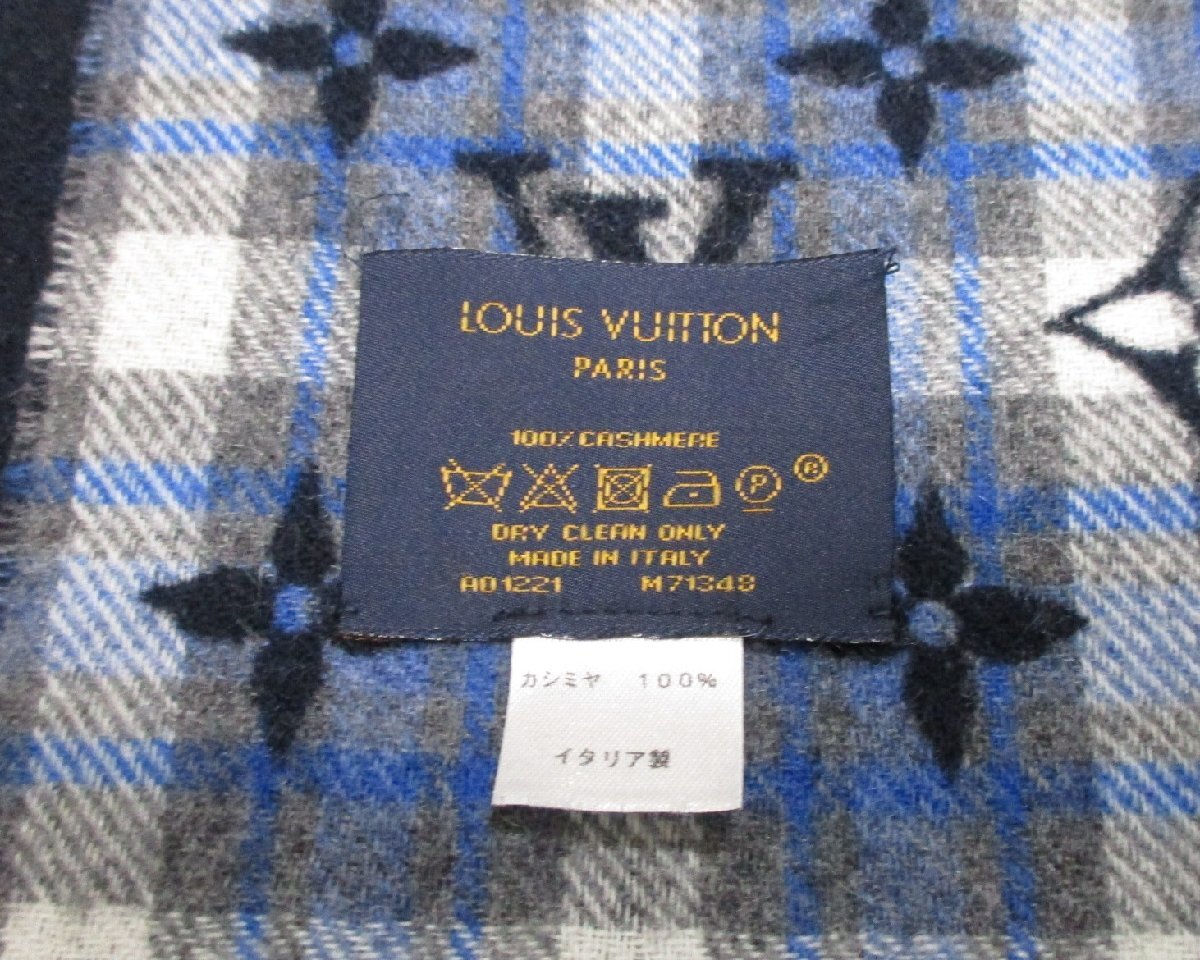 LV
LOUIS VUITTON
PARIS
100% CASHMERE
P ®
DRY CLEAN ONLY
MADE IN ITALY
A01221 M71348
カシミヤ 100%
イタリア製